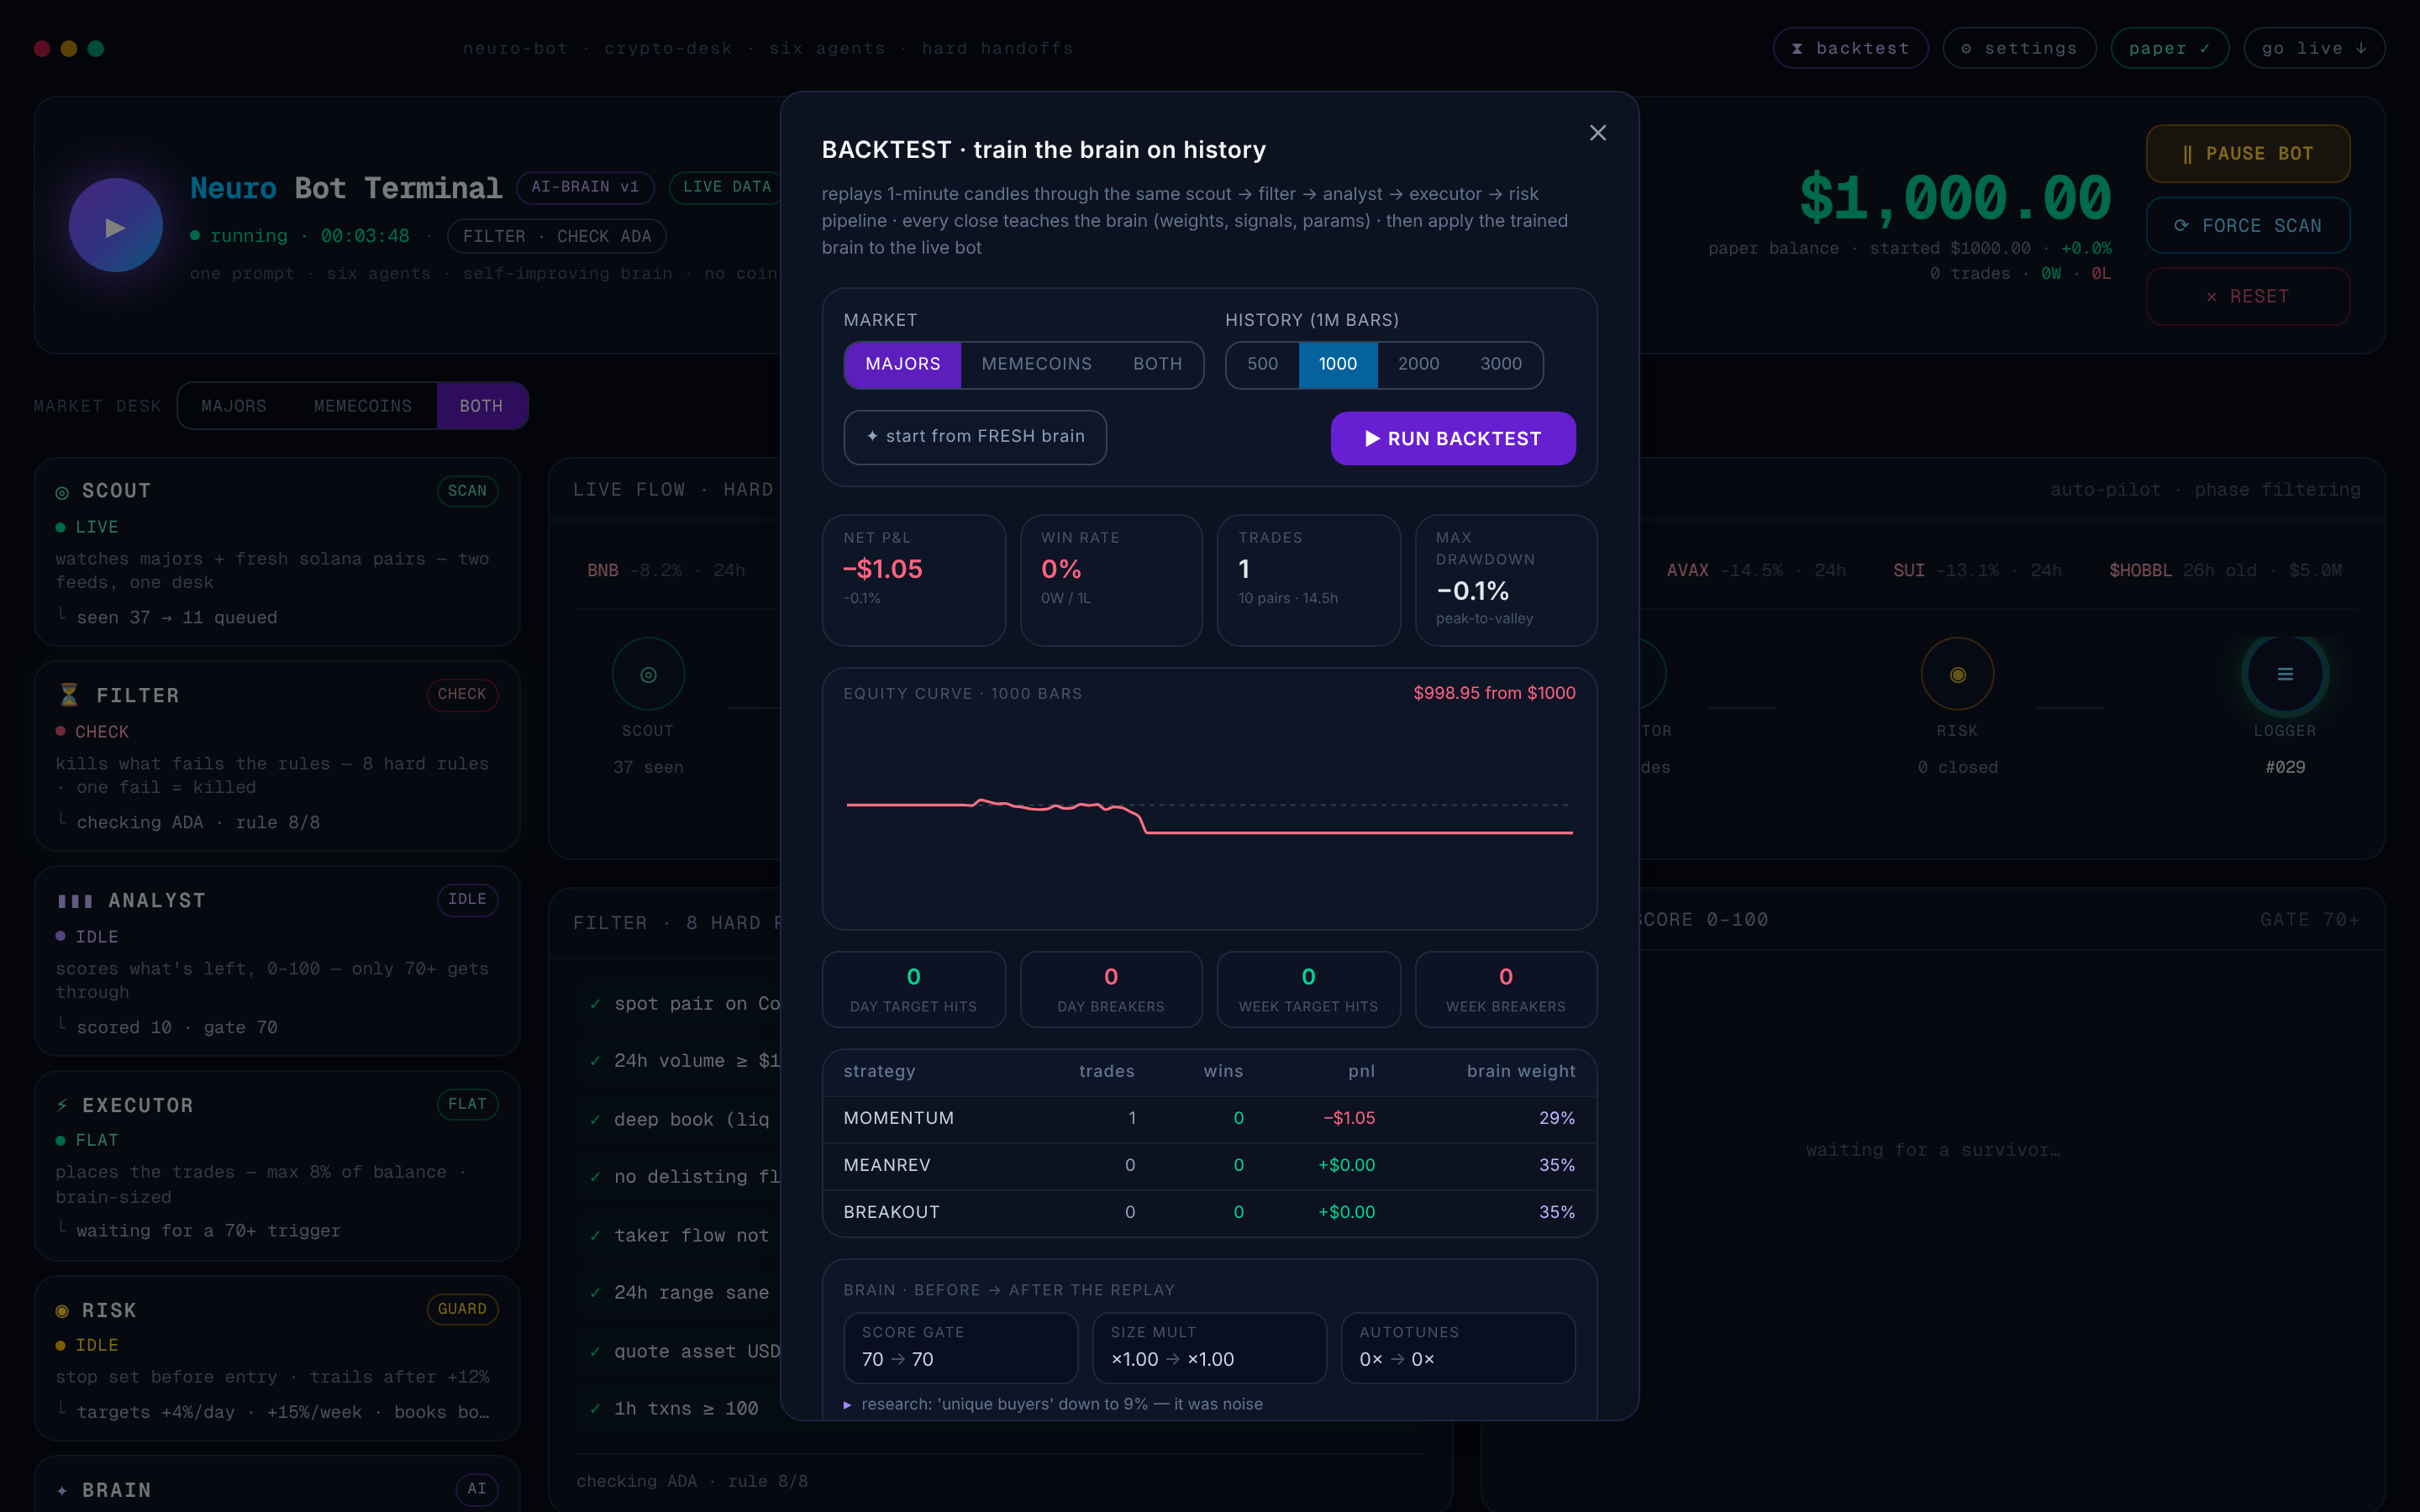 neuro-bot · crypto-desk · six agents · hard handoffs
⧗ backtest
⚙ settings
paper ✓
go live ↓
Neuro Bot Terminal
AI-BRAIN v1
LIVE DATA
running · 00:03:48 ·
FILTER · CHECK ADA
one prompt · six agents · self-improving brain · no coin
$1,000.00
paper balance · started $1000.00 · +0.0%
0 trades · 0W · 0L
‖ PAUSE BOT
⟳ FORCE SCAN
× RESET
MARKET DESK
MAJORS
MEMECOINS
BOTH
◎ SCOUT
SCAN
LIVE
watches majors + fresh solana pairs — two
feeds, one desk
└ seen 37 → 11 queued
⏳ FILTER
CHECK
CHECK
kills what fails the rules — 8 hard rules
· one fail = killed
└ checking ADA · rule 8/8
ANALYST
IDLE
IDLE
scores what's left, 0-100 — only 70+ gets
through
└ scored 10 · gate 70
⚡ EXECUTOR
FLAT
FLAT
places the trades — max 8% of balance ·
brain-sized
└ waiting for a 70+ trigger
◉ RISK
GUARD
IDLE
stop set before entry · trails after +12%
└ targets +4%/day · +15%/week · books bo…
✦ BRAIN
AI
LIVE FLOW · HARD
BNB -8.2% · 24h
SCOUT
37 seen
FILTER · 8 HARD
✓ spot pair on Co
✓ 24h volume ≥ $1
✓ deep book (liq
✓ no delisting fl
✓ taker flow not
✓ 24h range sane
✓ quote asset USD
✓ 1h txns ≥ 100
checking ADA · rule 8/8
BACKTEST · train the brain on history
replays 1-minute candles through the same scout → filter → analyst → executor → risk
pipeline · every close teaches the brain (weights, signals, params) · then apply the trained
brain to the live bot
MARKET
MAJORS
MEMECOINS
BOTH
HISTORY (1M BARS)
500
1000
2000
3000
✦ start from FRESH brain
▶ RUN BACKTEST
NET P&L
−$1.05
-0.1%
WIN RATE
0%
0W / 1L
TRADES
1
10 pairs · 14.5h
MAX
DRAWDOWN
−0.1%
peak-to-valley
EQUITY CURVE · 1000 BARS
$998.95 from $1000
0
DAY TARGET HITS
0
DAY BREAKERS
0
WEEK TARGET HITS
0
WEEK BREAKERS
strategy trades wins pnl brain weight
MOMENTUM 1 0 −$1.05 29%
MEANREV 0 0 +$0.00 35%
BREAKOUT 0 0 +$0.00 35%
BRAIN · BEFORE → AFTER THE REPLAY
SCORE GATE
70 → 70
SIZE MULT
×1.00 → ×1.00
AUTOTUNES
0× → 0×
▸ research: 'unique buyers' down to 9% — it was noise
auto-pilot · phase filtering
AVAX -14.5% · 24h
SUI -13.1% · 24h
$HOBBL 26h old · $5.0M
TOR
des
RISK
0 closed
LOGGER
#029
SCORE 0-100
GATE 70+
waiting for a survivor…